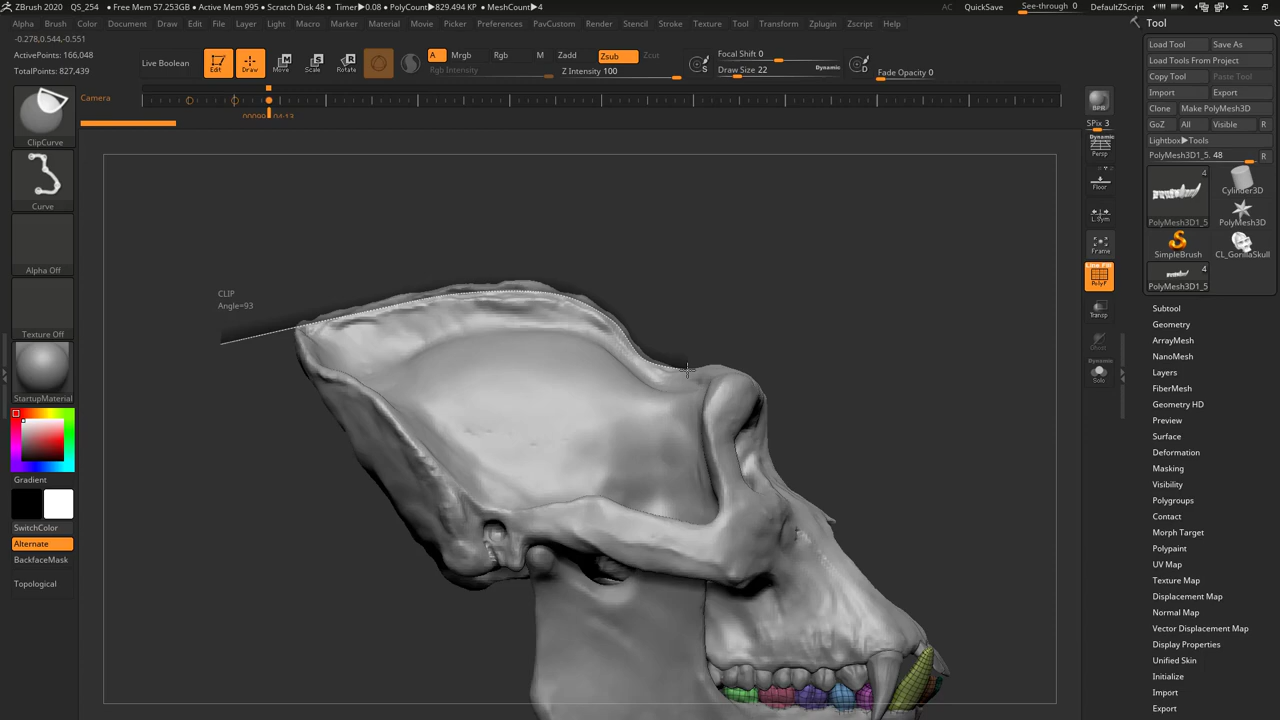 ZBrush 2020 QS_254 ● Free Mem 57.253GB ● Active Mem 995 ● Scratch Disk 48 ● Timer▶0.08 ● PolyCount▶829.494 KP ● MeshCount▶4 AC QuickSave See-through 0 DefaultZScript
Alpha Brush Color Document Draw Edit File Layer Light Macro Marker Material Movie Picker Preferences PavCustom Render Stencil Stroke Texture Tool Transform Zplugin Zscript Help
Tool
-0.278,0.544,-0.551
ActivePoints: 166,048
TotalPoints: 827,439
Live Boolean
Edit
Draw
Move
Scale
Rotate
A Mrgb Rgb M Zadd Zsub Zcut
Rgb Intensity
Z Intensity 100
Focal Shift 0
Draw Size 22
Dynamic
S
D
Fade Opacity 0
Load Tool Save As
Load Tools From Project
Copy Tool Paste Tool
Import Export
Clone Make PolyMesh3D
GoZ All Visible R
Lightbox▶Tools
PolyMesh3D1_5. 48 R
4
PolyMesh3D1_5
Cylinder3D
PolyMesh3D
SimpleBrush
CL_GorillaSkull
4
PolyMesh3D1_5
Subtool
Geometry
ArrayMesh
NanoMesh
Layers
FiberMesh
Geometry HD
Preview
Surface
Deformation
Masking
Visibility
Polygroups
Contact
Morph Target
Polypaint
UV Map
Texture Map
Displacement Map
Normal Map
Vector Displacement Map
Display Properties
Unified Skin
Initialize
Import
Export
Camera
ClipCurve
Curve
Alpha Off
Texture Off
StartupMaterial
Gradient
SwitchColor
Alternate
BackfaceMask
Topological
CLIP
Angle=93
BPR
SPix 3
Dynamic
Persp
Floor
L.Sym
Frame
Line Fill
PolyF
Transp
Ghost
Dynamic
Solo